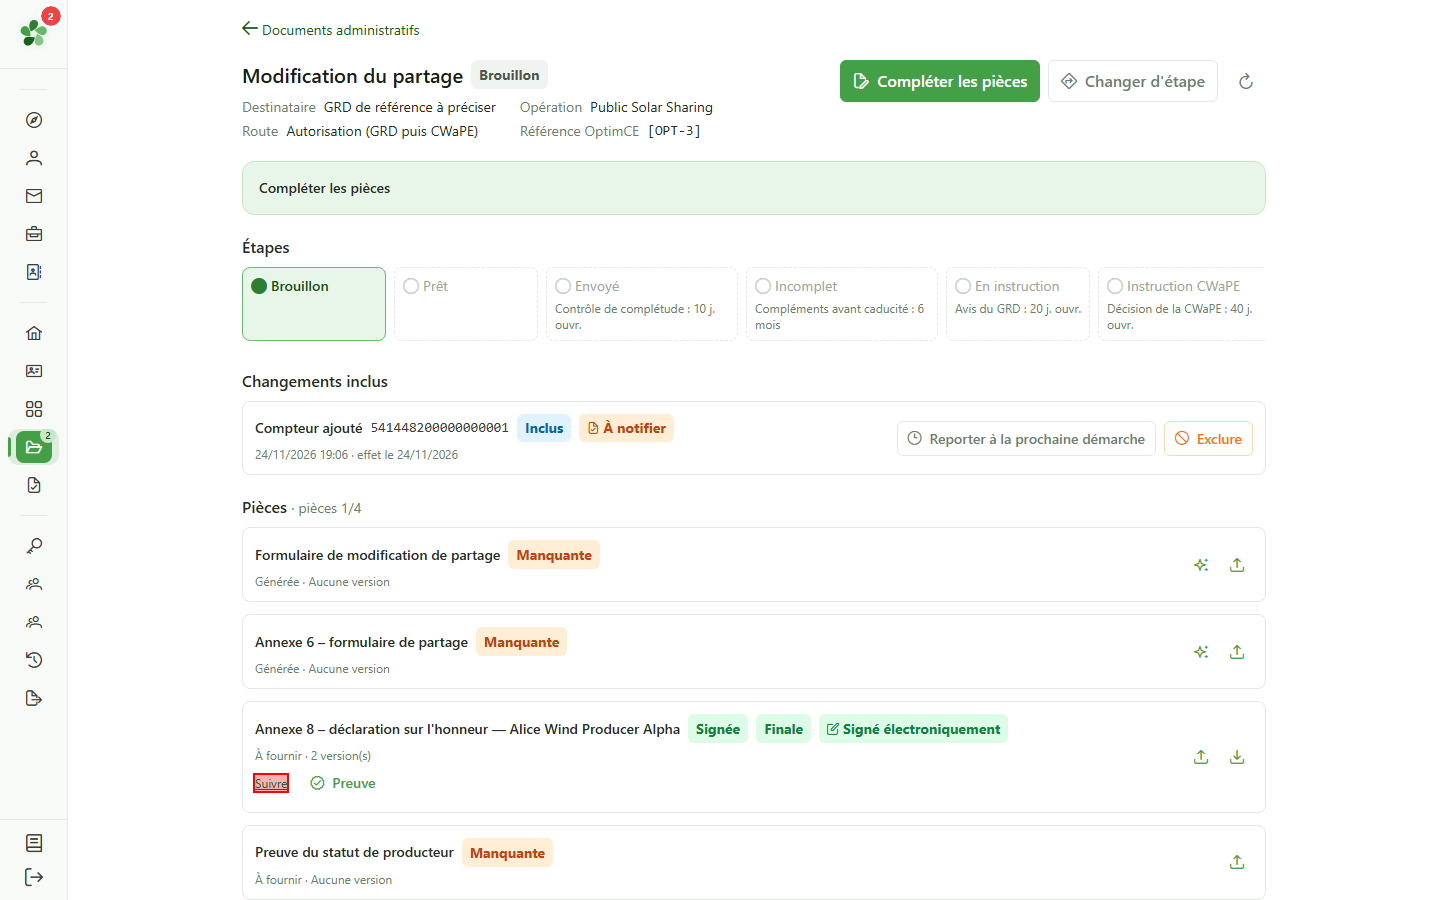 2
Documents administratifs
Modification du partage Brouillon
Compléter les pièces
Changer d'étape
Destinataire GRD de référence à préciser Opération Public Solar Sharing
Route Autorisation (GRD puis CWaPE) Référence OptimCE [OPT-3]
Compléter les pièces
Étapes
Brouillon
Prêt
Envoyé
Contrôle de complétude : 10 j.
ouvr.
Incomplet
Compléments avant caducité : 6
mois
En instruction
Avis du GRD : 20 j. ouvr.
Instruction CWaPE
Décision de la CWaPE : 40 j.
ouvr.
Changements inclus
Compteur ajouté 541448200000000001 Inclus À notifier
24/11/2026 19:06 · effet le 24/11/2026
Reporter à la prochaine démarche
Exclure
2
Pièces · pièces 1/4
Formulaire de modification de partage Manquante
Générée · Aucune version
Annexe 6 – formulaire de partage Manquante
Générée · Aucune version
Annexe 8 – déclaration sur l'honneur — Alice Wind Producer Alpha Signée Finale Signé électroniquement
À fournir · 2 version(s)
Suivre Preuve
Preuve du statut de producteur Manquante
À fournir · Aucune version